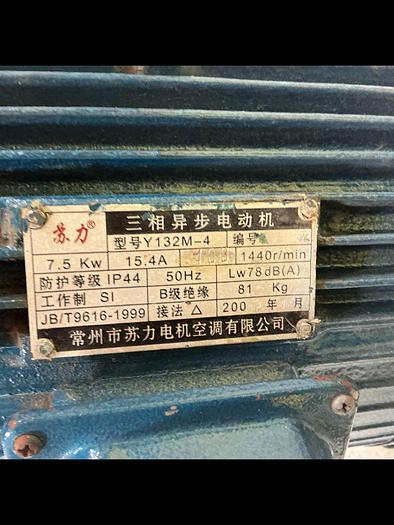 苏力® 三相异步电动机
型号Y132M-4 编号
7.5 Kw 15.4A 1440r/min
防护等级 IP44 50Hz Lw78dB(A)
工作制 SI B级绝缘 81 Kg
JB/T9616-1999 接法 △ 200 年 月
常州市苏力电机空调有限公司